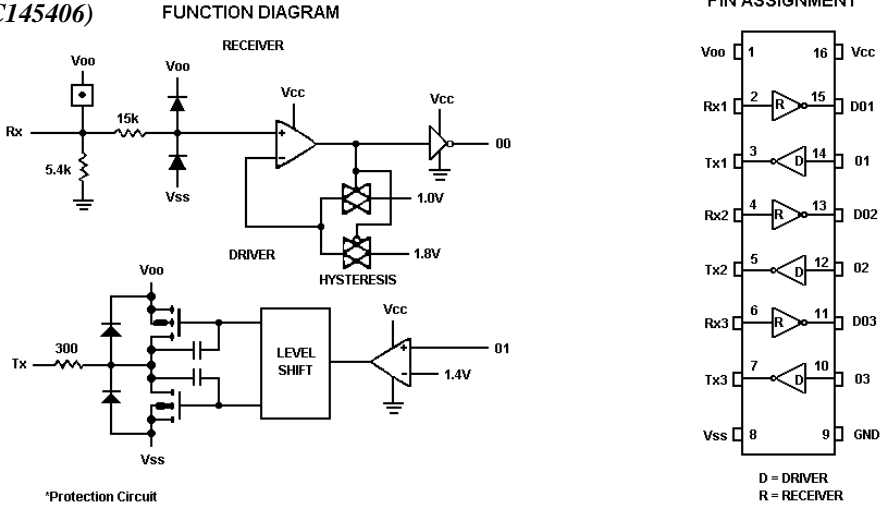 C145406)
FUNCTION DIAGRAM
PIN ASSIGNMENT
RECEIVER
Voo
Voo
Vcc
Vcc
15k
Rx
00
5.4k
Vss
1.0V
DRIVER
1.8V
HYSTERESIS
Voo
Vcc
300
Tx
LEVEL
SHIFT
01
1.4V
Vss
*Protection Circuit
Voo 1 16 Vcc
Rx1 2 R 15 D01
Tx1 3 D 14 01
Rx2 4 R 13 D02
Tx2 5 D 12 02
Rx3 6 R 11 D03
Tx3 7 D 10 03
Vss 8 9 GND
D = DRIVER
R = RECEIVER